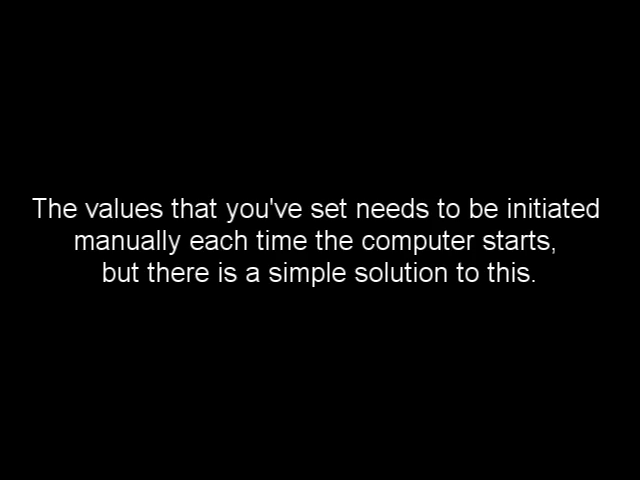 The values that you've set needs to be initiated
manually each time the computer starts,
but there is a simple solution to this.